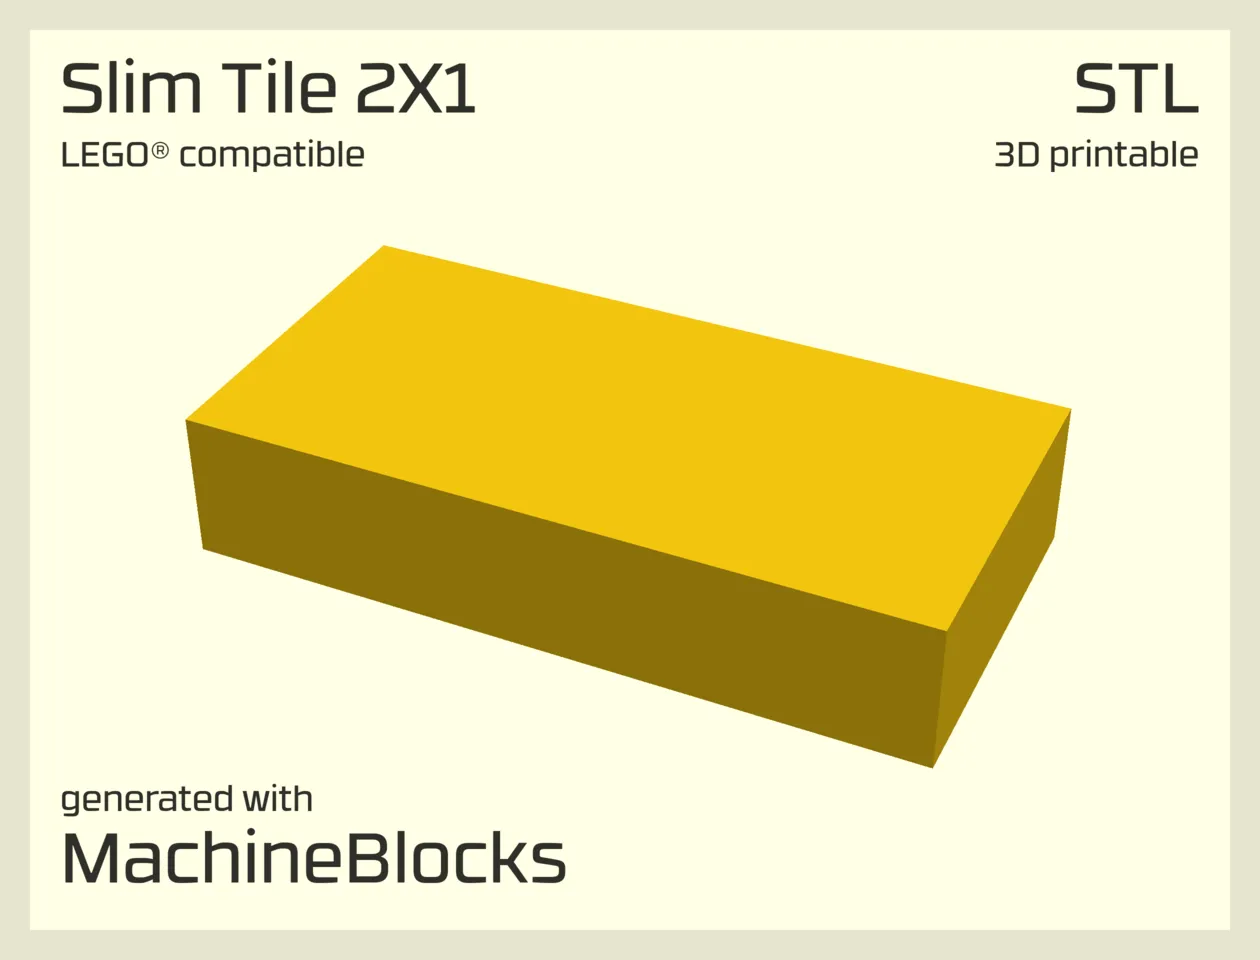 Slim Tile 2X1
LEGO® compatible
STL
3D printable
generated with
MachineBlocks